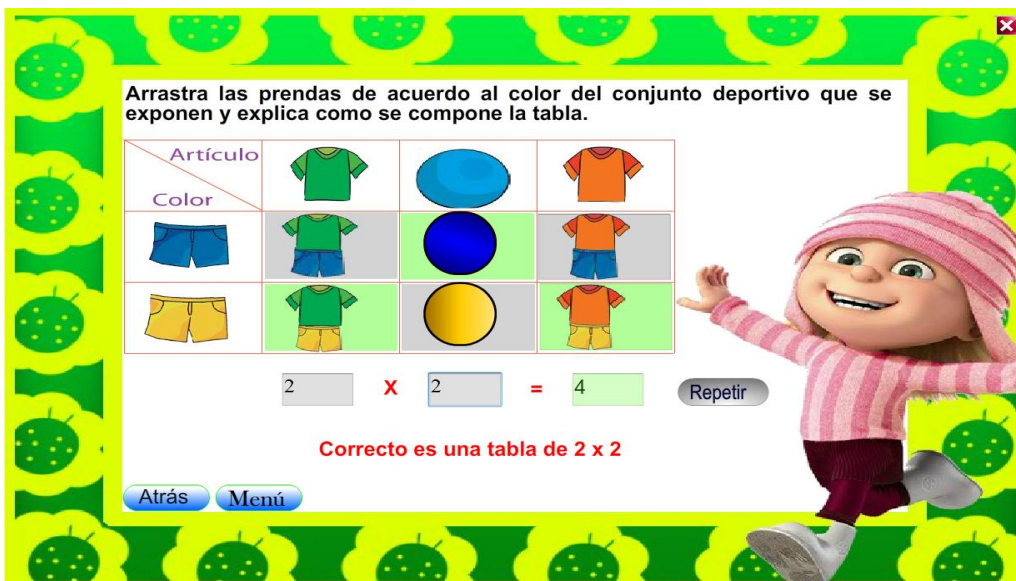 Arrastra las prendas de acuerdo al color del conjunto deportivo que se
exponen y explica como se compone la tabla.
Artículo
Color
2 X 2 = 4
Repetir
Correcto es una tabla de 2 x 2
Atrás Menú